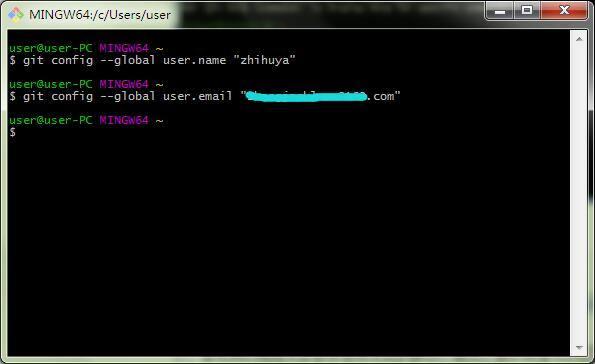 MINGW64:/c/Users/user
user@user-PC MINGW64 ~
$ git config --global user.name "zhihuya"
user@user-PC MINGW64 ~
$ git config --global user.email " .com"
user@user-PC MINGW64 ~
$